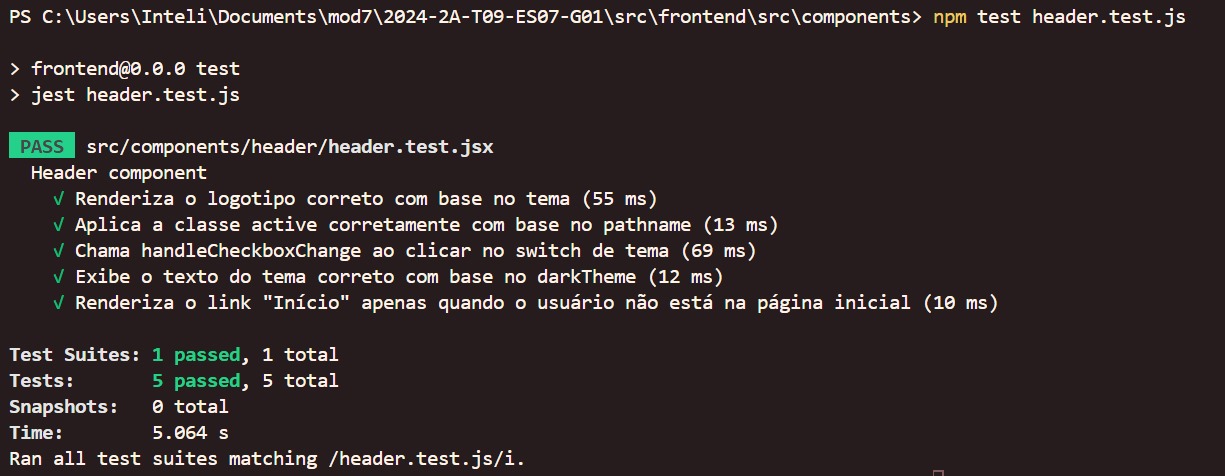 PS C:\Users\Inteli\Documents\mod7\2024-2A-T09-ES07-G01\src\frontend\src\components> npm test header.test.js
> frontend@0.0.0 test
> jest header.test.js
PASS src/components/header/header.test.jsx
Header component
√ Renderiza o logotipo correto com base no tema (55 ms)
√ Aplica a classe active corretamente com base no pathname (13 ms)
√ Chama handleCheckboxChange ao clicar no switch de tema (69 ms)
√ Exibe o texto do tema correto com base no darkTheme (12 ms)
√ Renderiza o link "Início" apenas quando o usuário não está na página inicial (10 ms)
Test Suites: 1 passed, 1 total
Tests: 5 passed, 5 total
Snapshots: 0 total
Time: 5.064 s
Ran all test suites matching /header.test.js/i.